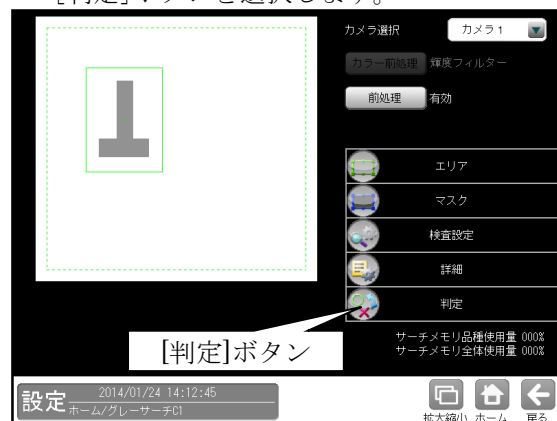 [判定]ボタンを選択します。
カメラ選択
カメラ1
カラー前処理
輝度フィルター
前処理
有効
エリア
マスク
検査設定
詳細
判定
[判定]ボタン
サーチメモリ品種使用量 000%
サーチメモリ全体使用量 000%
設定
2014/01/24 14:12:45
ホーム/グレーサーチC1
拡大縮小
ホーム
戻る